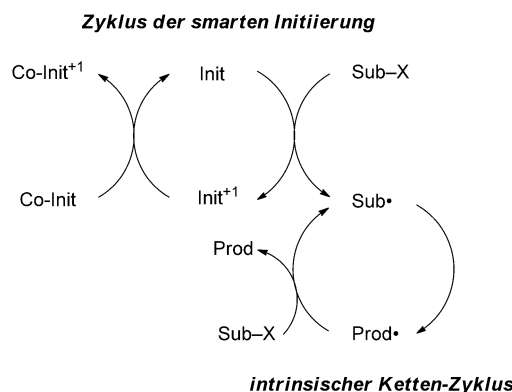 Zyklus der smarten Initiierung
Co-Init+1 Init Sub–X
Co-Init Init+1 Sub•
Prod
Sub–X Prod•
intrinsischer Ketten-Zyklus